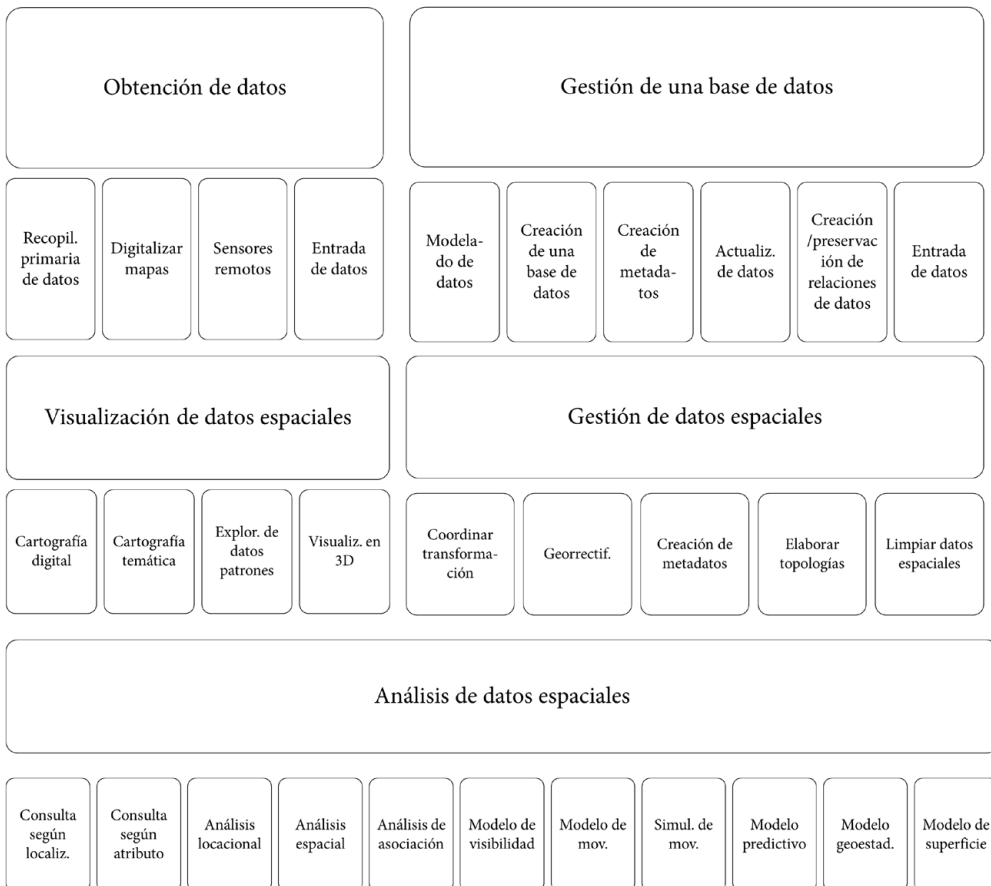 Obtención de datos
Gestión de una base de datos
Recopil.
primaria
de datos
Digitalizar
mapas
Sensores
remotos
Entrada
de datos
Modela-
do de
datos
Creación
de una
base de
datos
Creación
de
metada-
tos
Actualiz.
de datos
Creación
/preservac
ión de
relaciones
de datos
Entrada
de datos
Visualización de datos espaciales
Gestión de datos espaciales
Cartografía
digital
Cartografía
temática
Explor. de
datos
patrones
Visualiz. en
3D
Coordinar
transforma-
ción
Georrectif.
Creación de
metadatos
Elaborar
topologías
Limpiar datos
espaciales
Análisis de datos espaciales
Consulta
según
localiz.
Consulta
según
atributo
Análisis
locacional
Análisis
espacial
Análisis de
asociación
Modelo de
visibilidad
Modelo de
mov.
Simul. de
mov.
Modelo
predictivo
Modelo
geoestad.
Modelo de
superficie